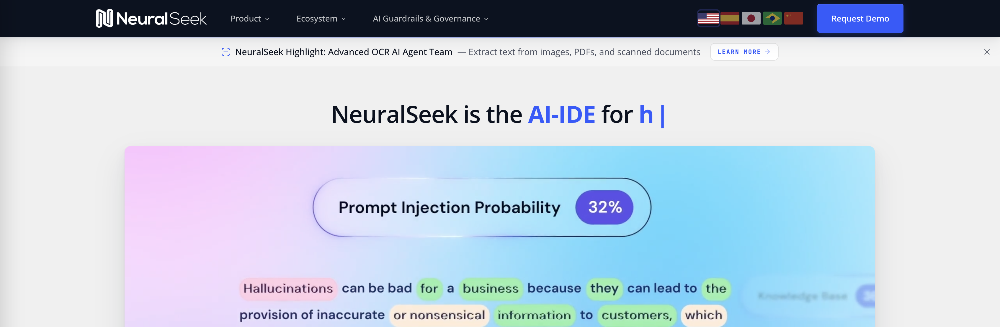 NeuralSeek
Product
Ecosystem
AI Guardrails & Governance
Request Demo
NeuralSeek Highlight: Advanced OCR AI Agent Team — Extract text from images, PDFs, and scanned documents
LEARN MORE →
NeuralSeek is the AI-IDE for h |
Prompt Injection Probability 32%
Hallucinations can be bad for a business because they can lead to the
Knowledge Base
provision of inaccurate or nonsensical information to customers, which